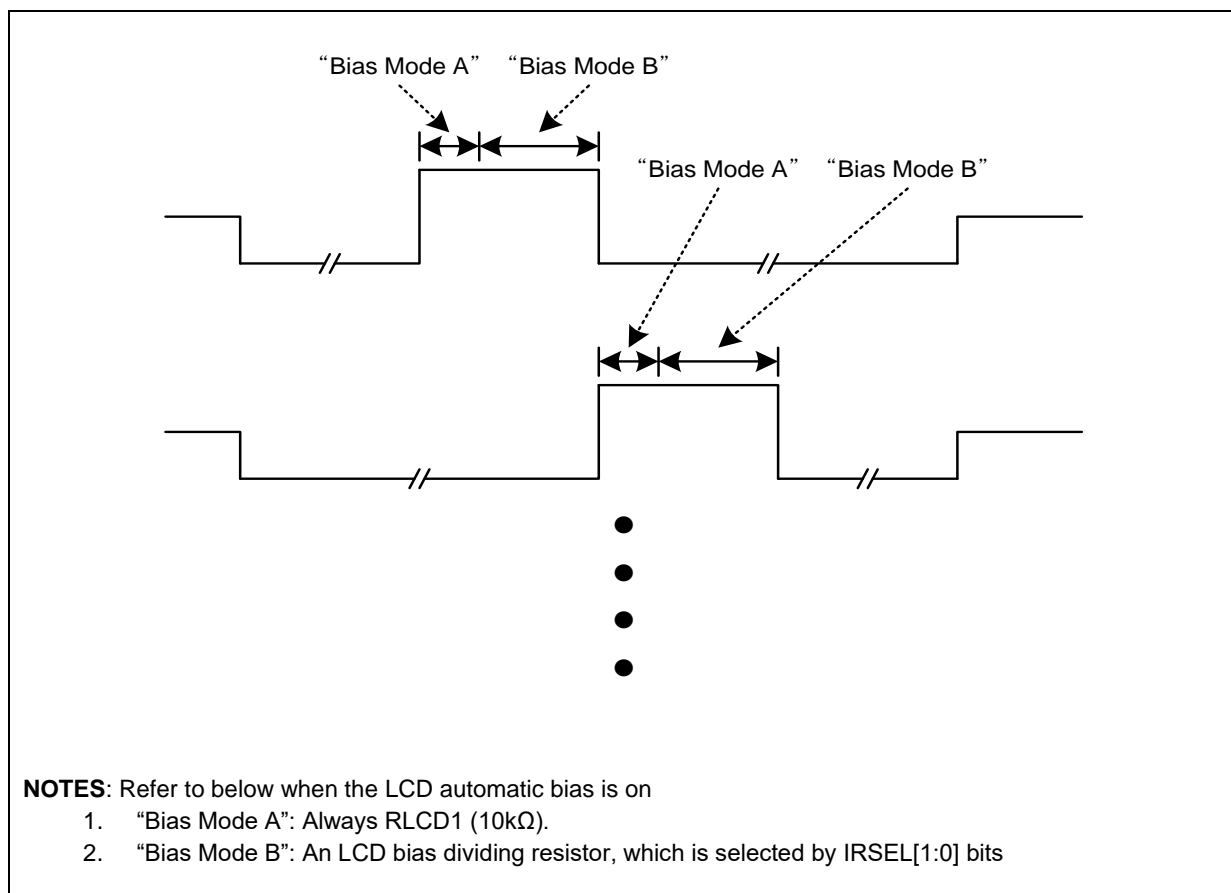 “Bias Mode A” “Bias Mode B”
“Bias Mode A” “Bias Mode B”
NOTES: Refer to below when the LCD automatic bias is on
1. “Bias Mode A”: Always RLCD1 (10kΩ).
2. “Bias Mode B”: An LCD bias dividing resistor, which is selected by IRSEL[1:0] bits